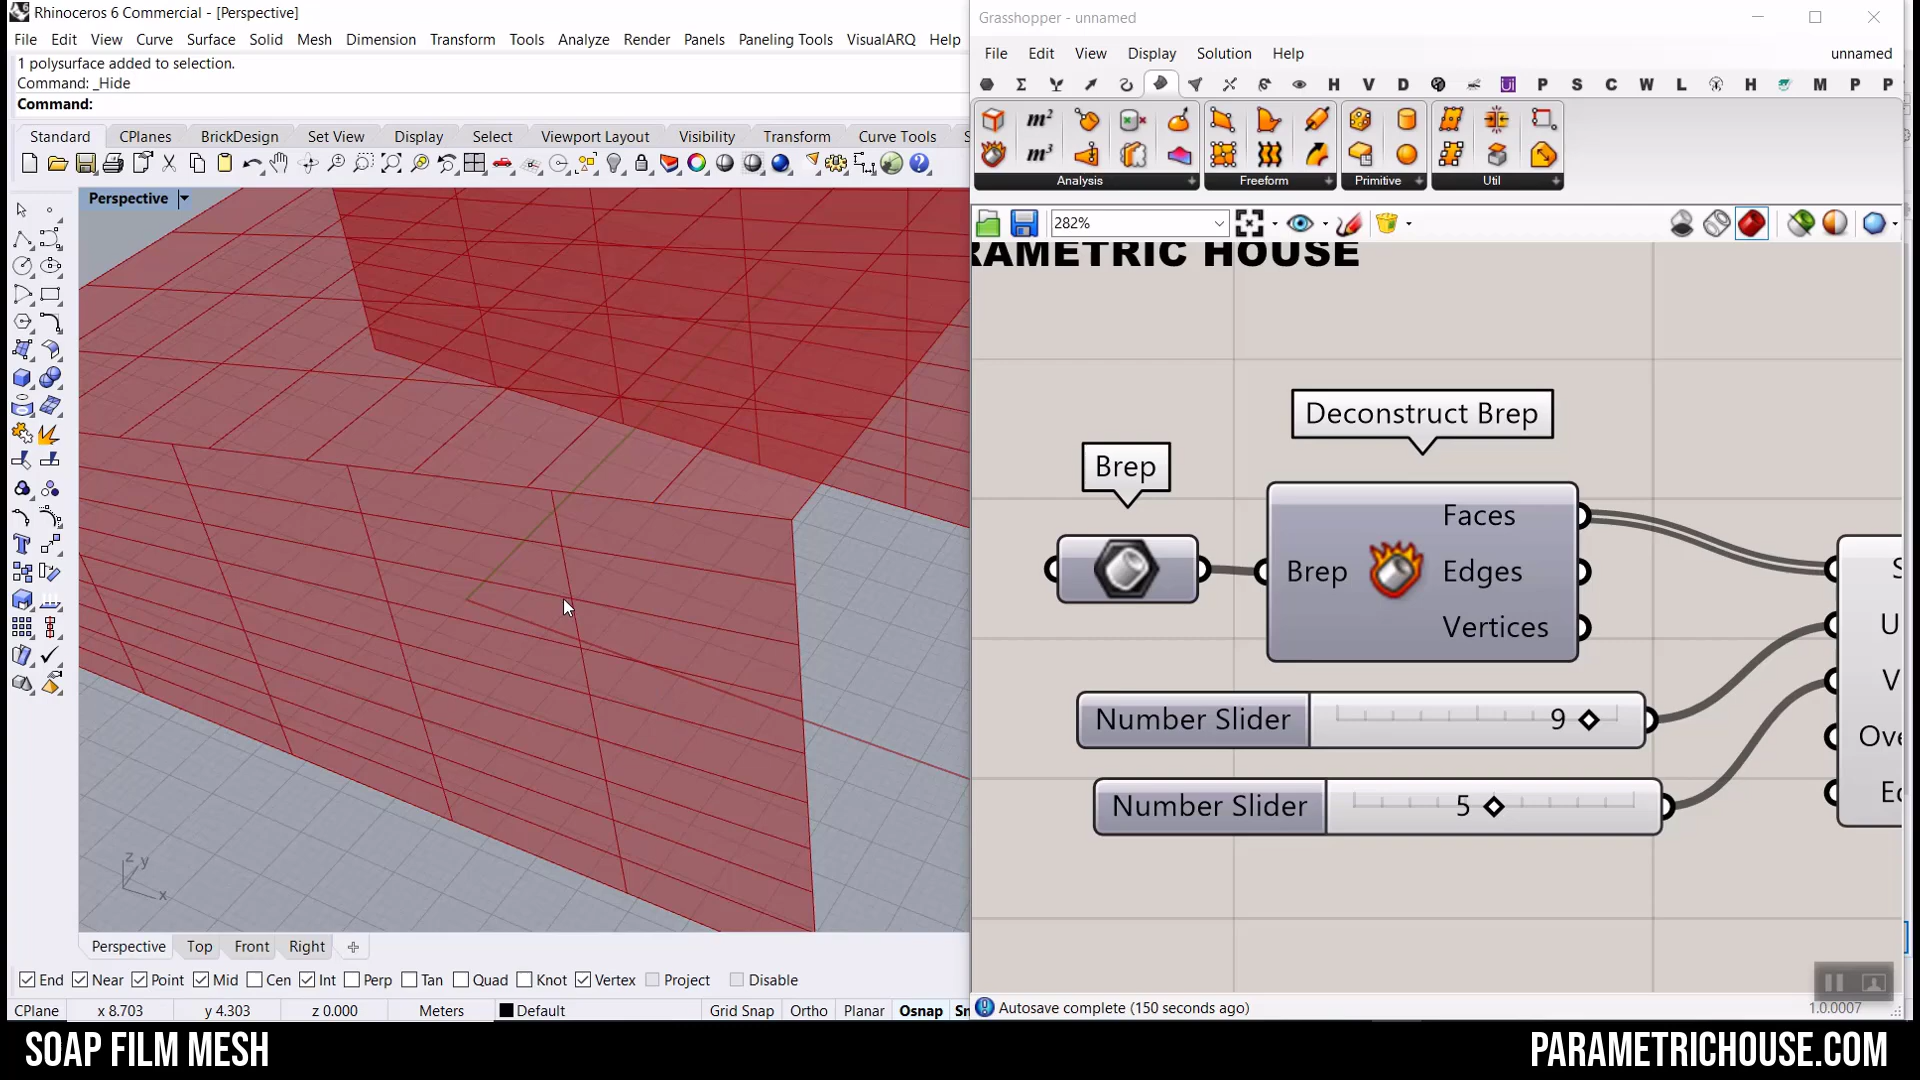 Rhinoceros 6 Commercial - [Perspective]
File Edit View Curve Surface Solid Mesh Dimension Transform Tools Analyze Render Panels Paneling Tools VisualARQ Help
1 polysurface added to selection.
Command: _Hide
Command:
Standard CPlanes BrickDesign Set View Display Select Viewport Layout Visibility Transform Curve Tools S
Perspective
z y
x
Perspective Top Front Right
End Near Point Mid Cen Int Perp Tan Quad Knot Vertex Project Disable
CPlane x 8.703 y 4.303 z 0.000 Meters Default Grid Snap Ortho Planar Osnap Sn
Grasshopper - unnamed
File Edit View Display Solution Help unnamed
Σ H V D P S C W L H M P P
m²
m³
Analysis Freeform Primitive Util
282%
RAMETRIC HOUSE
Deconstruct Brep
Brep
Faces
Brep Edges
Vertices
S
U
V
Ove
Ec
Number Slider 9
Number Slider 5
Autosave complete (150 seconds ago)
1.0.0007
SOAP FILM MESH
PARAMETRICHOUSE.COM